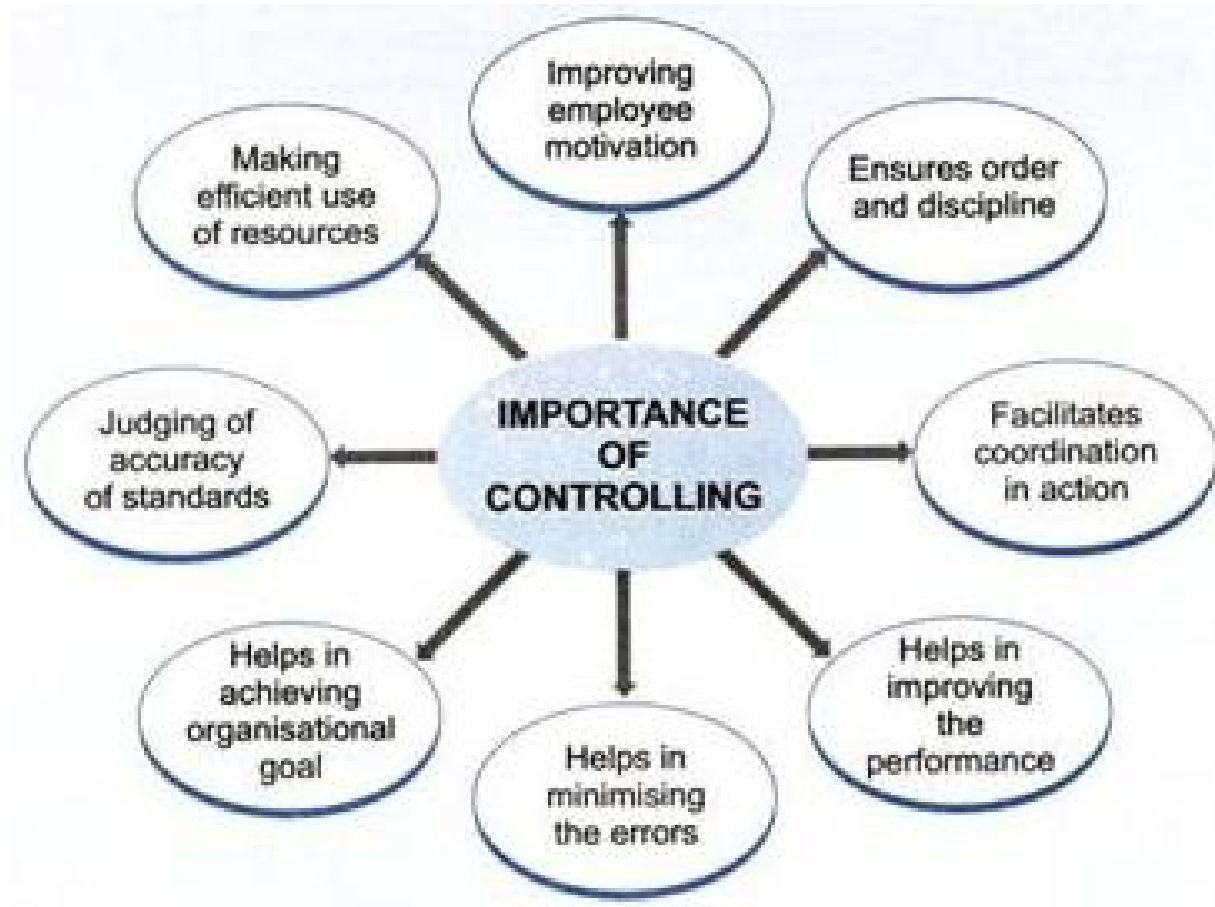 Improving
employee
motivation
Ensures order
and discipline
Facilitates
coordination
in action
Helps in
improving
the
performance
Helps in
minimising
the errors
Helps in
achieving
organisational
goal
Judging of
accuracy
of standards
Making
efficient use
of resources
IMPORTANCE
OF
CONTROLLING